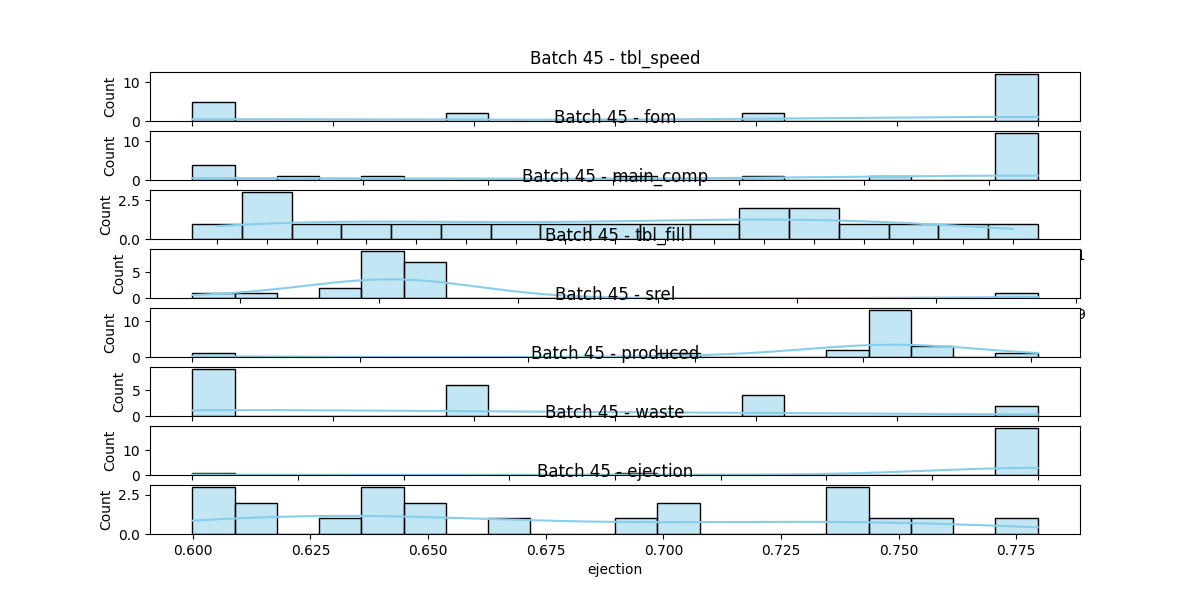 Batch 45 - tbl_speed
10
0
Count
Batch 45 - fom
10
0
Count
Batch 45 - main_comp
2.5
0.0
Count
1
Batch 45 - tbl_fill
5
0
Count
9
Batch 45 - srel
10
0
Count
Batch 45 - produced
5
0
Count
Batch 45 - waste
10
0
Count
Batch 45 - ejection
2.5
0.0
Count
0.600 0.625 0.650 0.675 0.700 0.725 0.750 0.775
ejection